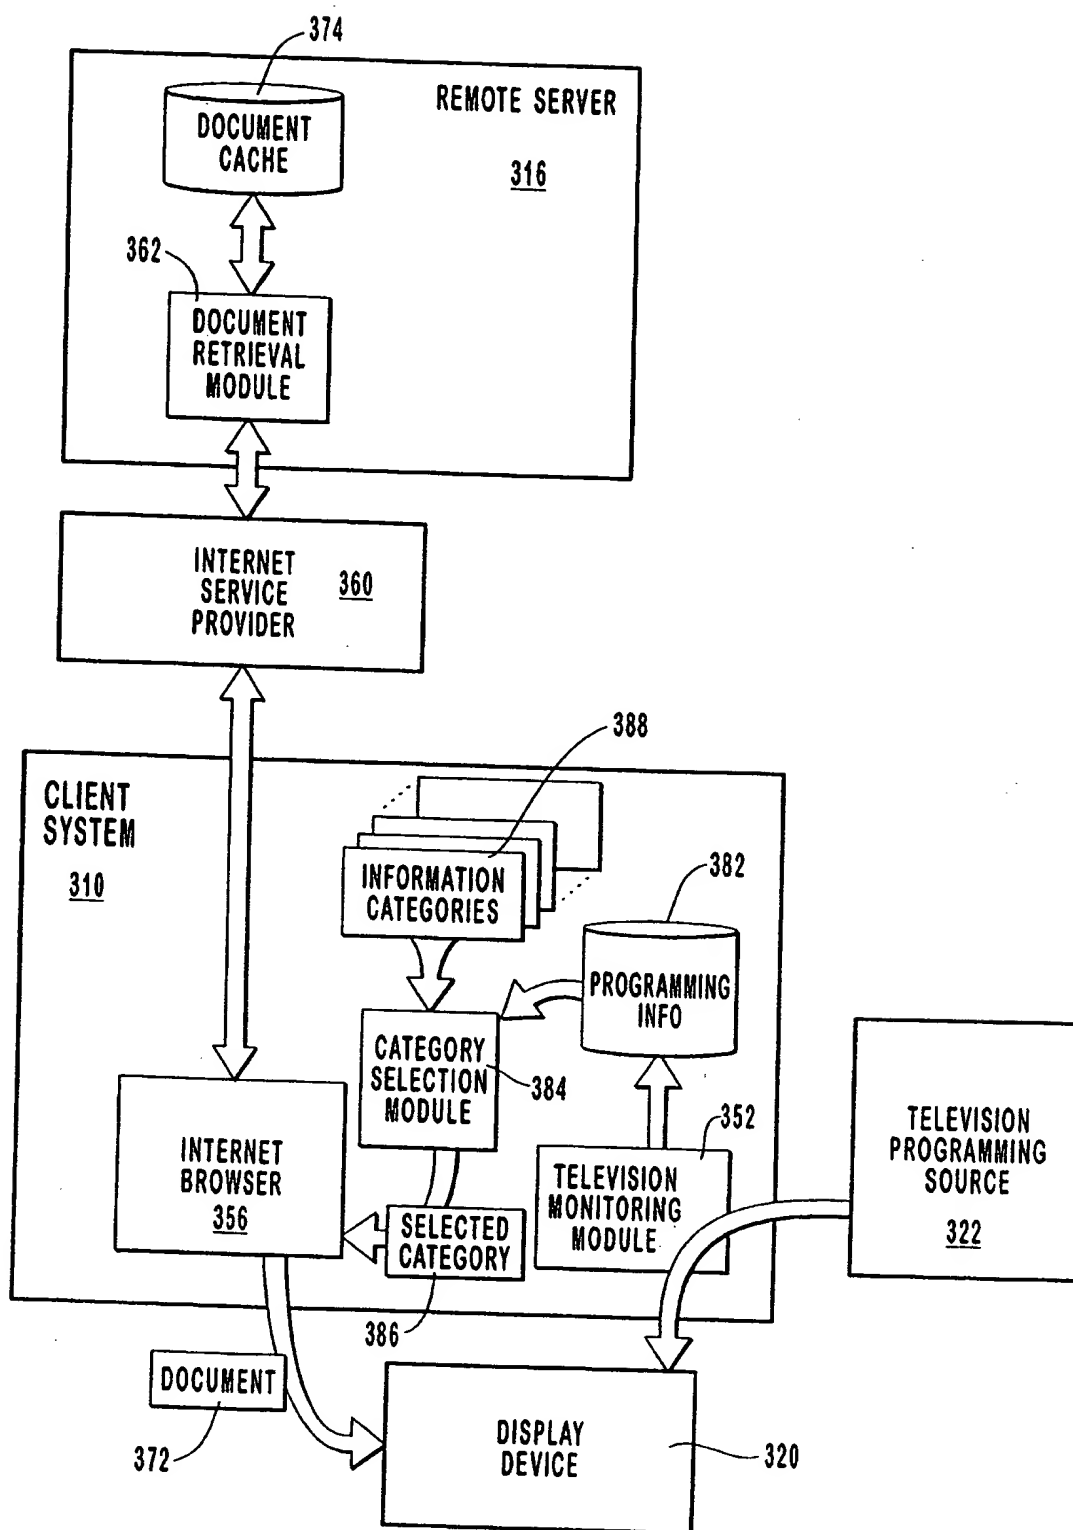 374
DOCUMENT
CACHE
REMOTE SERVER
316
362
DOCUMENT
RETRIEVAL
MODULE
INTERNET
SERVICE
PROVIDER
360
388
CLIENT
SYSTEM
310
INFORMATION
CATEGORIES
382
PROGRAMMING
INFO
CATEGORY
SELECTION
MODULE
384
352
TELEVISION
MONITORING
MODULE
TELEVISION
PROGRAMMING
SOURCE
322
INTERNET
BROWSER
356
SELECTED
CATEGORY
386
DOCUMENT
372
DISPLAY
DEVICE
320